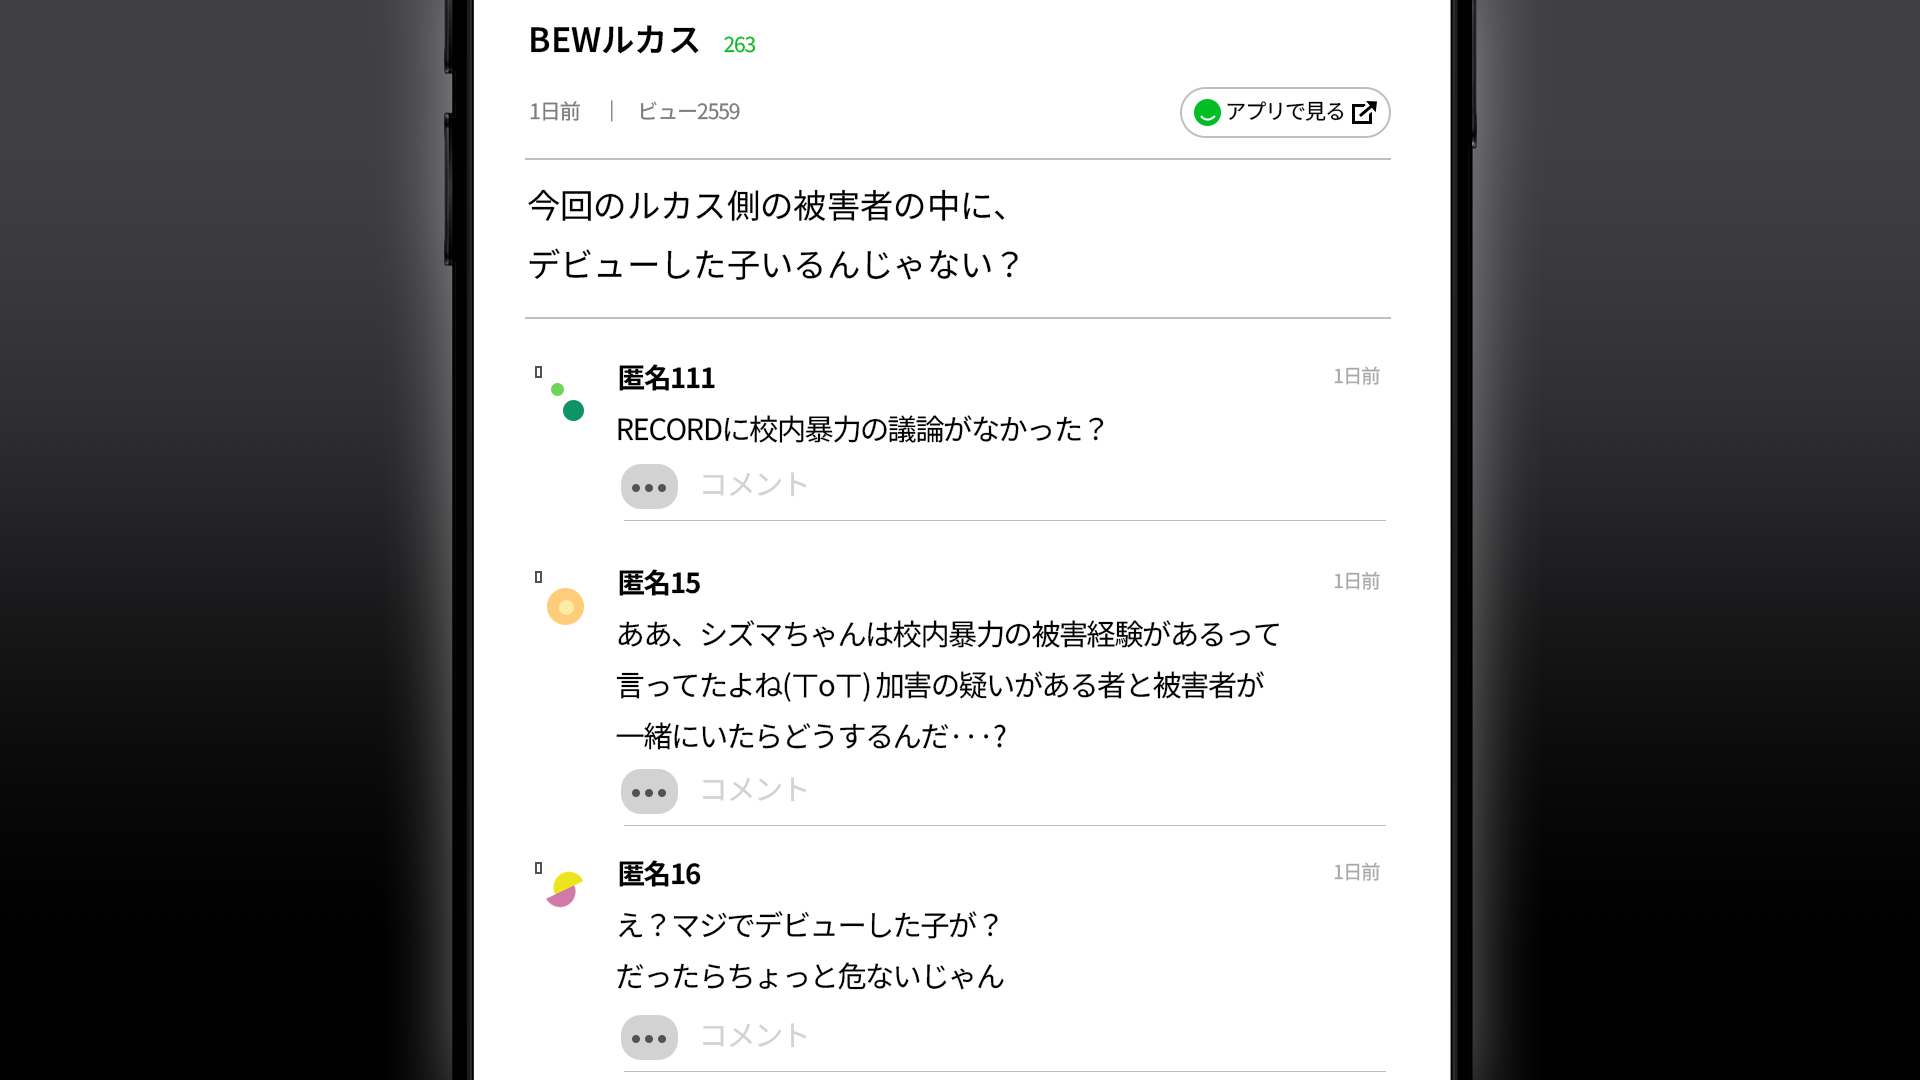 BEWルカス 263
1日前 | ビュー2559
アプリで見る
今回のルカス側の被害者の中に、
デビューした子いるんじゃない？
匿名111
1日前
RECORDに校内暴力の議論がなかった？
コメント
匿名15
1日前
ああ、シズマちゃんは校内暴力の被害経験があるって
言ってたよね(ToT) 加害の疑いがある者と被害者が
一緒にいたらどうするんだ･･･?
コメント
匿名16
1日前
え？マジでデビューした子が？
だったらちょっと危ないじゃん
コメント